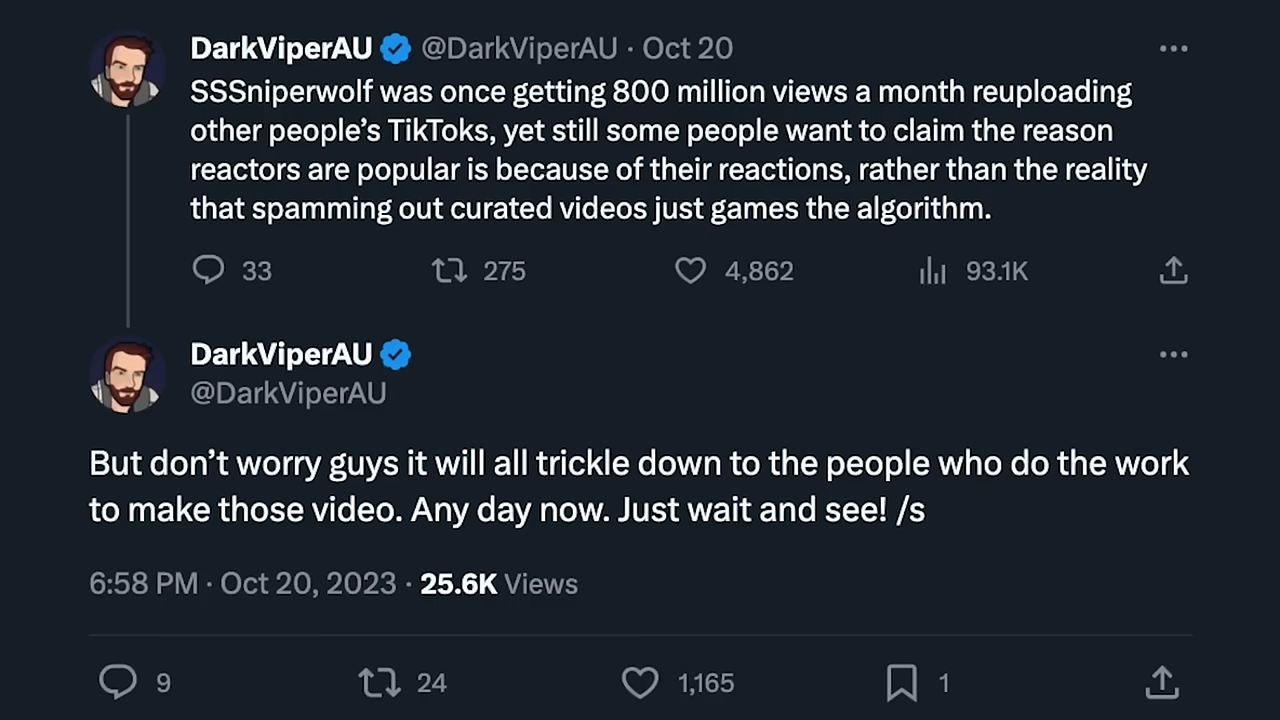 DarkViperAU @DarkViperAU · Oct 20
SSSniperwolf was once getting 800 million views a month reuploading
other people’s TikToks, yet still some people want to claim the reason
reactors are popular is because of their reactions, rather than the reality
that spamming out curated videos just games the algorithm.
33 275 4,862 93.1K
DarkViperAU
@DarkViperAU
But don’t worry guys it will all trickle down to the people who do the work
to make those video. Any day now. Just wait and see! /s
6:58 PM · Oct 20, 2023 · 25.6K Views
9 24 1,165 1